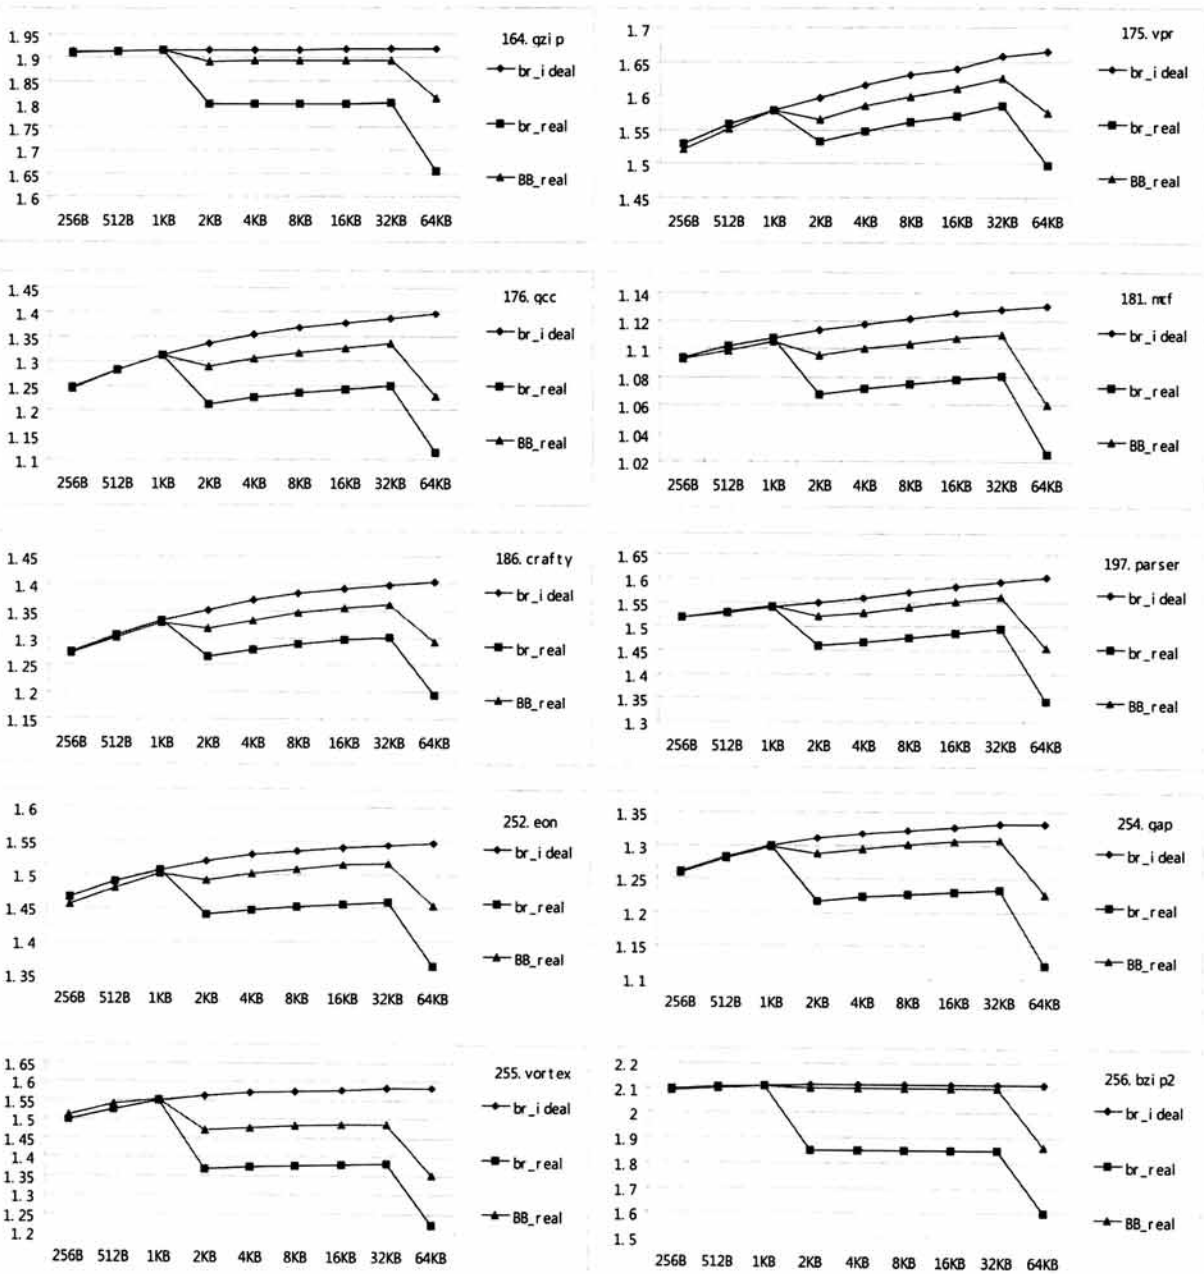 1.95
1.9
1.85
1.8
1.75
1.7
1.65
1.6
256B 512B 1KB 2KB 4KB 8KB 16KB 32KB 64KB
164. gzip
br_ideal
br_real
BB_real
1.7
1.65
1.6
1.55
1.5
1.45
256B 512B 1KB 2KB 4KB 8KB 16KB 32KB 64KB
175. vpr
br_ideal
br_real
BB_real
1.45
1.4
1.35
1.3
1.25
1.2
1.15
1.1
256B 512B 1KB 2KB 4KB 8KB 16KB 32KB 64KB
176. gcc
br_ideal
br_real
BB_real
1.14
1.12
1.1
1.08
1.06
1.04
1.02
256B 512B 1KB 2KB 4KB 8KB 16KB 32KB 64KB
181. mcf
br_ideal
br_real
BB_real
1.45
1.4
1.35
1.3
1.25
1.2
1.15
256B 512B 1KB 2KB 4KB 8KB 16KB 32KB 64KB
186. crafty
br_ideal
br_real
BB_real
1.65
1.6
1.55
1.5
1.45
1.4
1.35
1.3
256B 512B 1KB 2KB 4KB 8KB 16KB 32KB 64KB
197. parser
br_ideal
br_real
BB_real
1.6
1.55
1.5
1.45
1.4
1.35
256B 512B 1KB 2KB 4KB 8KB 16KB 32KB 64KB
252. eon
br_ideal
br_real
BB_real
1.35
1.3
1.25
1.2
1.15
1.1
256B 512B 1KB 2KB 4KB 8KB 16KB 32KB 64KB
254. gap
br_ideal
br_real
BB_real
1.65
1.6
1.55
1.5
1.45
1.4
1.35
1.3
1.25
1.2
256B 512B 1KB 2KB 4KB 8KB 16KB 32KB 64KB
255. vortex
br_ideal
br_real
BB_real
2.2
2.1
2
1.9
1.8
1.7
1.6
1.5
256B 512B 1KB 2KB 4KB 8KB 16KB 32KB 64KB
256. bzip2
br_ideal
br_real
BB_real